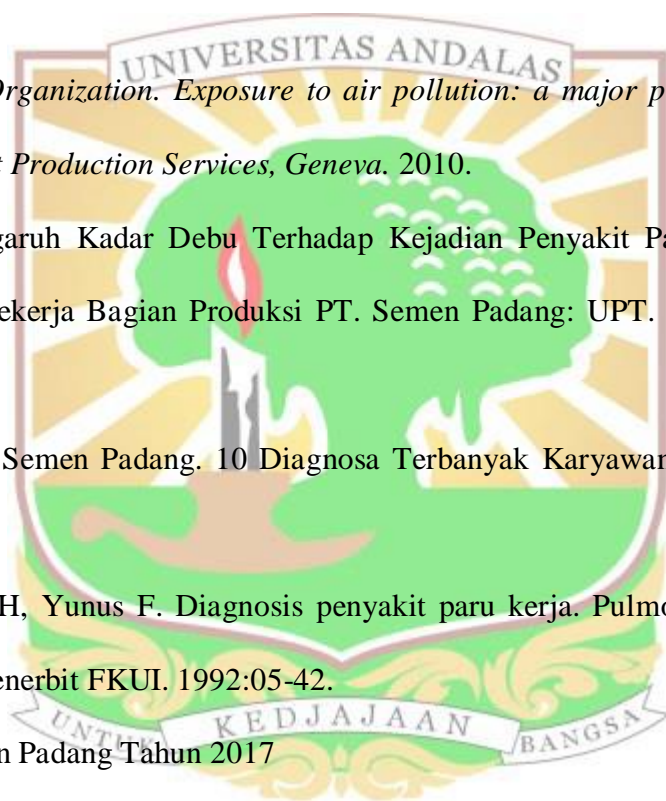 UNIVERSITAS ANDALAS
Organization. Exposure to air pollution: a major p
Production Services, Geneva. 2010.
garuh Kadar Debu Terhadap Kejadian Penyakit Pa
ekerja Bagian Produksi PT. Semen Padang: UPT.
Semen Padang. 10 Diagnosa Terbanyak Karyawan
H, Yunus F. Diagnosis penyakit paru kerja. Pulmo
enerbit FKUI. 1992:05-42.
UNTUK KEDJAJAAN BANGSA
n Padang Tahun 2017